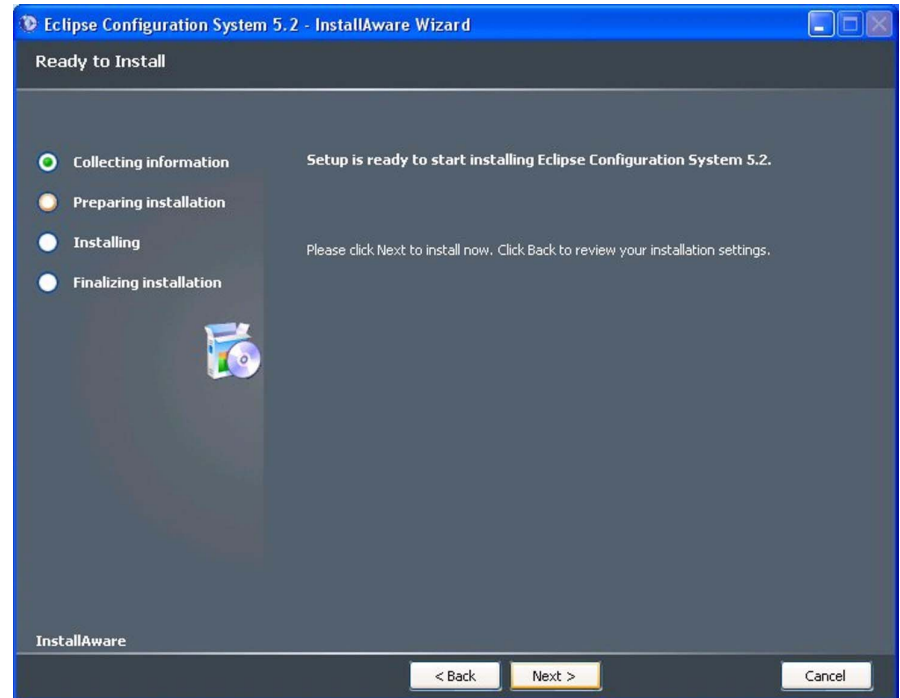 Eclipse Configuration System 5.2 - InstallAware Wizard
Ready to Install
Collecting information
Setup is ready to start installing Eclipse Configuration System 5.2.
Preparing installation
Installing
Please click Next to install now. Click Back to review your installation settings.
Finalizing installation
InstallAware
< Back
Next >
Cancel